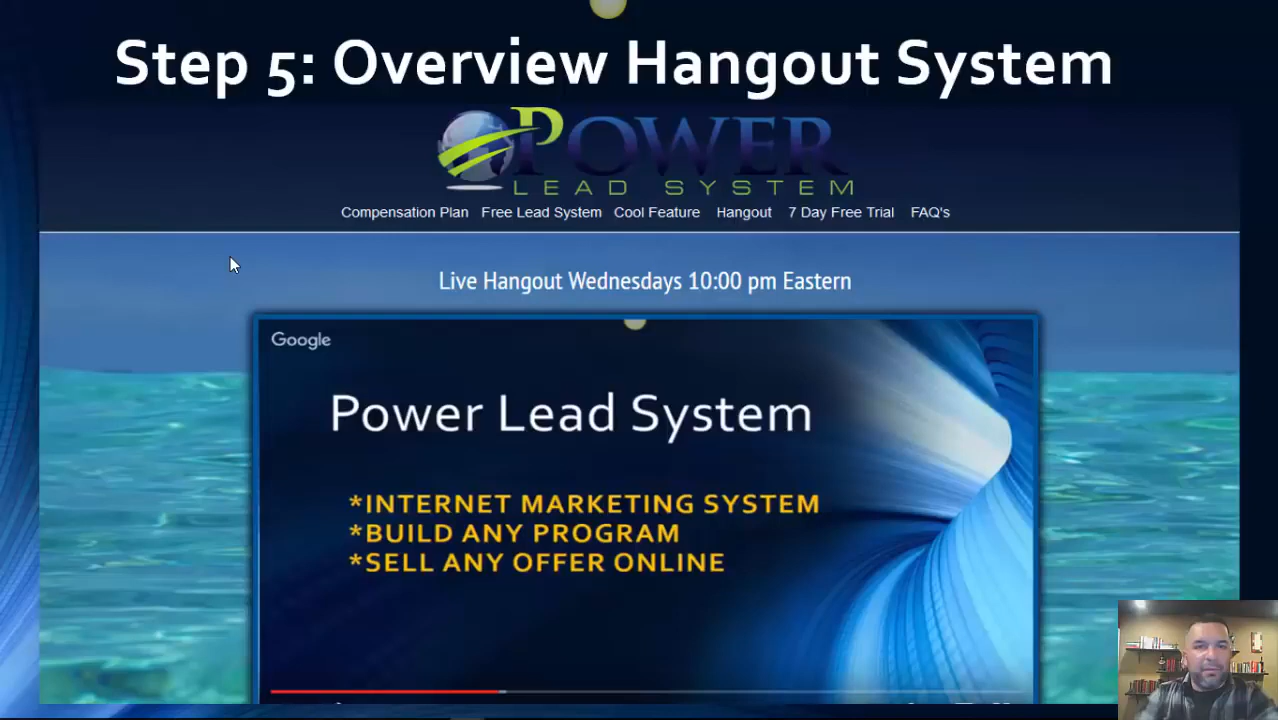 Step 5: Overview Hangout System
POWER
LEAD SYSTEM
Compensation Plan Free Lead System Cool Feature Hangout 7 Day Free Trial FAQ's
Live Hangout Wednesdays 10:00 pm Eastern
Google
Power Lead System
*INTERNET MARKETING SYSTEM
*BUILD ANY PROGRAM
*SELL ANY OFFER ONLINE